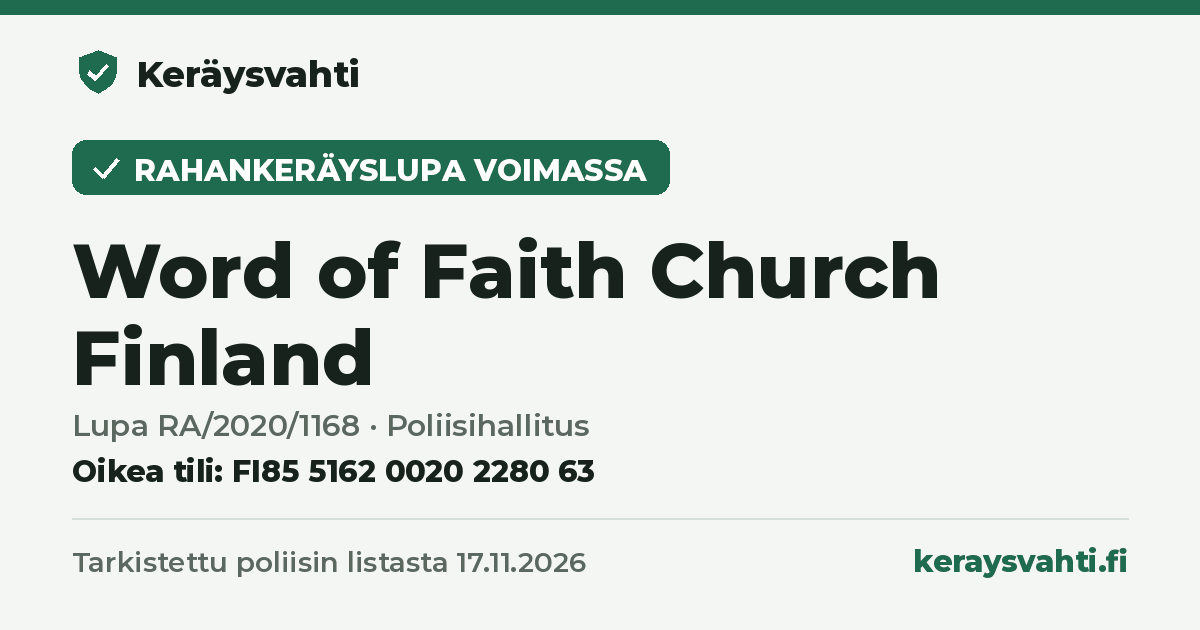 Keräysvahti
RAHANKERÄYSLUPA VOIMASSA
Word of Faith Church
Finland
Lupa RA/2020/1168 · Poliisihallitus
Oikea tili: FI85 5162 0020 2280 63
Tarkistettu poliisin listasta 17.11.2026
keraysvahti.fi